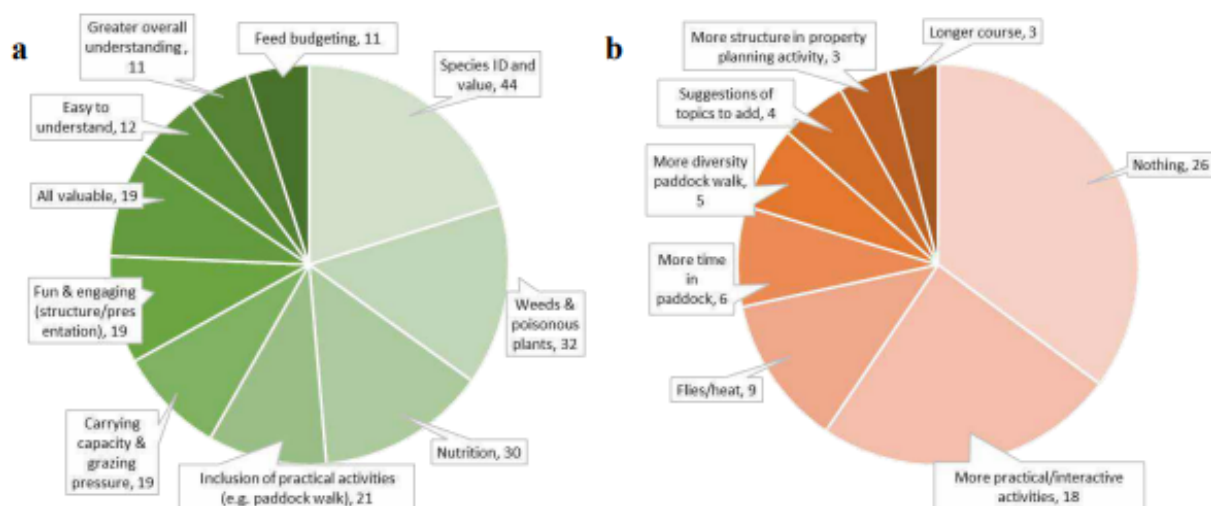 a
Greater overall
understanding
,
11
Feed budgeting, 11
Species ID and
value, 44
Easy to
understand, 12
All valuable, 19
Fun & engaging
(structure/pres
entation), 19
Weeds &
poisonous
plants, 32
Carrying
capacity &
grazing
pressure, 19
Inclusion of practical activities
(e.g. paddock walk), 21
Nutrition, 30
b
More structure in property
planning activity, 3
Longer course, 3
Suggestions of
topics to add, 4
More diversity
paddock walk,
5
Nothing, 26
More time
in
paddock, 6
Flies/heat, 9
More practical/interactive
activities, 18